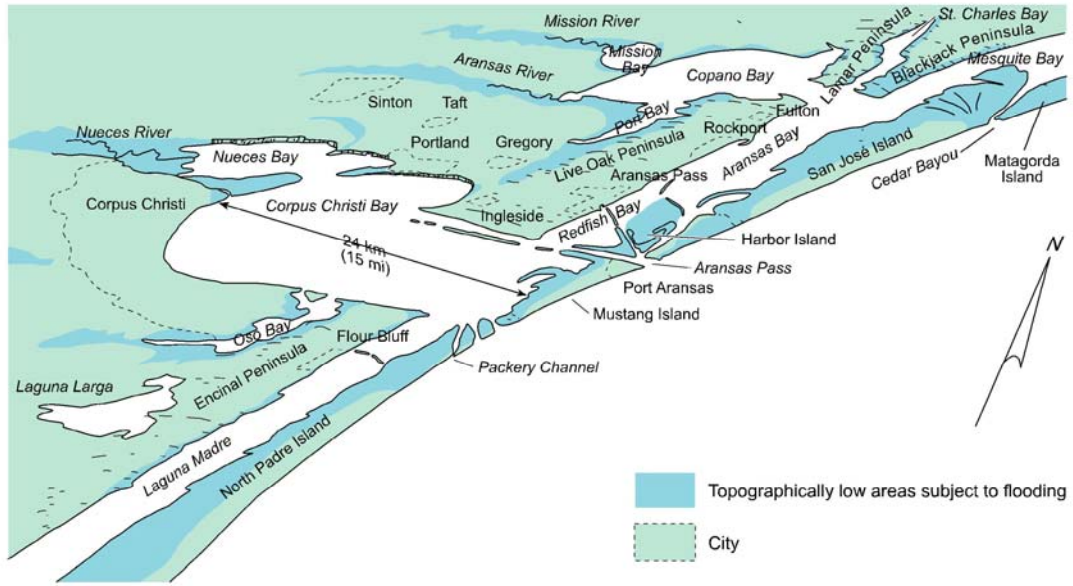 Mission River
St. Charles Bay
Lamar Peninsula
Blackjack Peninsula
Mission
Bay
Mesquite Bay
Copano Bay
Aransas River
Sinton
Taft
Port Bay
Fulton
Nueces River
Portland
Gregory
Rockport
Nueces Bay
Live Oak Peninsula
Aransas Bay
San José Island
Cedar Bayou
Matagorda
Island
Aransas Pass
Corpus Christi
Corpus Christi Bay
Ingleside
Redfish Bay
Harbor Island
24 km
(15 mi)
Aransas Pass
N
Port Aransas
Mustang Island
Oso Bay
Flour Bluff
Packery Channel
Encinal Peninsula
Laguna Larga
Laguna Madre
North Padre Island
Topographically low areas subject to flooding
City